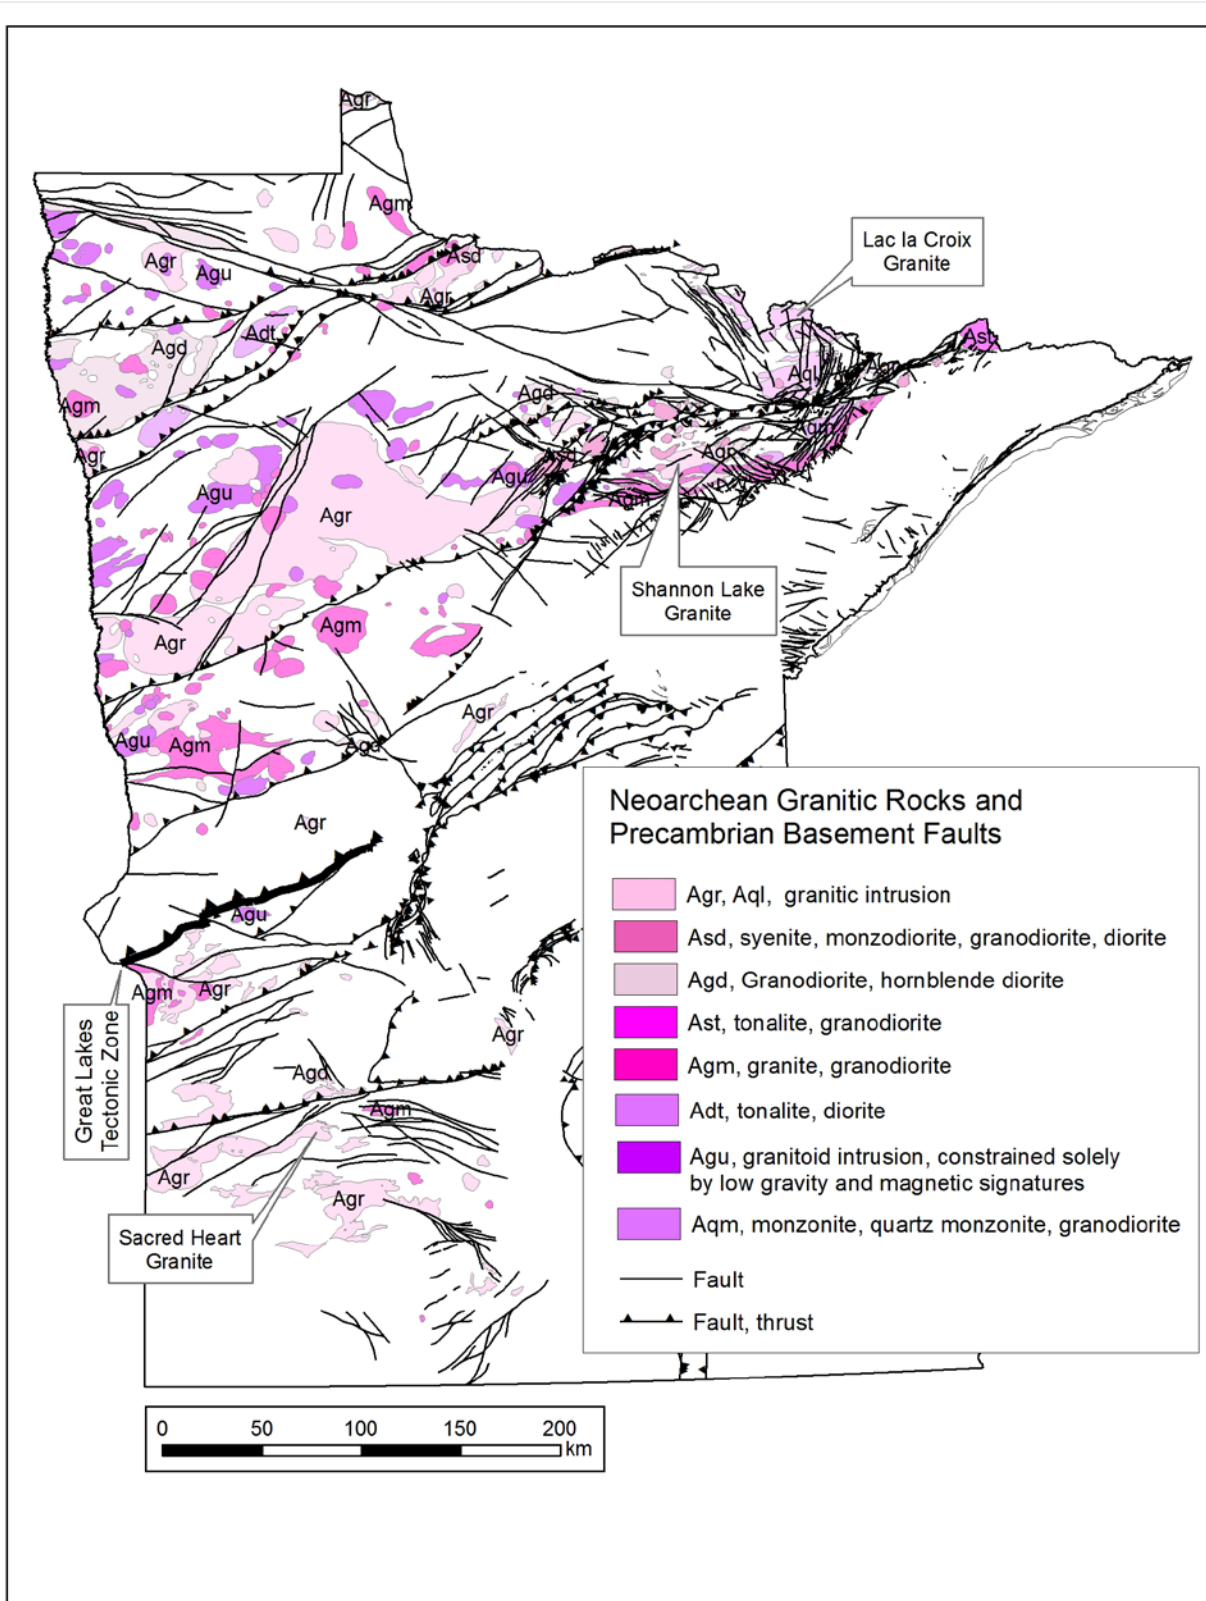 Agr
Agm
Lac la Croix
Granite
Asd
Agr
Agu
Agr
Adt
Ast
Agd
Aql
Agr
Agd
Agm
Aqm
Agr
Asd
Agr
Agu
Agu
Agm
Agr
Shannon Lake
Granite
Agm
Agr
Agr
Agu
Agm
Agd
Neoarchean Granitic Rocks and
Precambrian Basement Faults
Agr
Agr, Aql, granitic intrusion
Agu
Asd, syenite, monzodiorite, granodiorite, diorite
Agd, Granodiorite, hornblende diorite
Agm
Agr
Ast, tonalite, granodiorite
Agr
Great Lakes
Tectonic Zone
Agm, granite, granodiorite
Agd
Adt, tonalite, diorite
Agm
Agu, granitoid intrusion, constrained solely
by low gravity and magnetic signatures
Agr
Agr
Aqm, monzonite, quartz monzonite, granodiorite
Sacred Heart
Granite
Fault
Fault, thrust
0 50 100 150 200
km